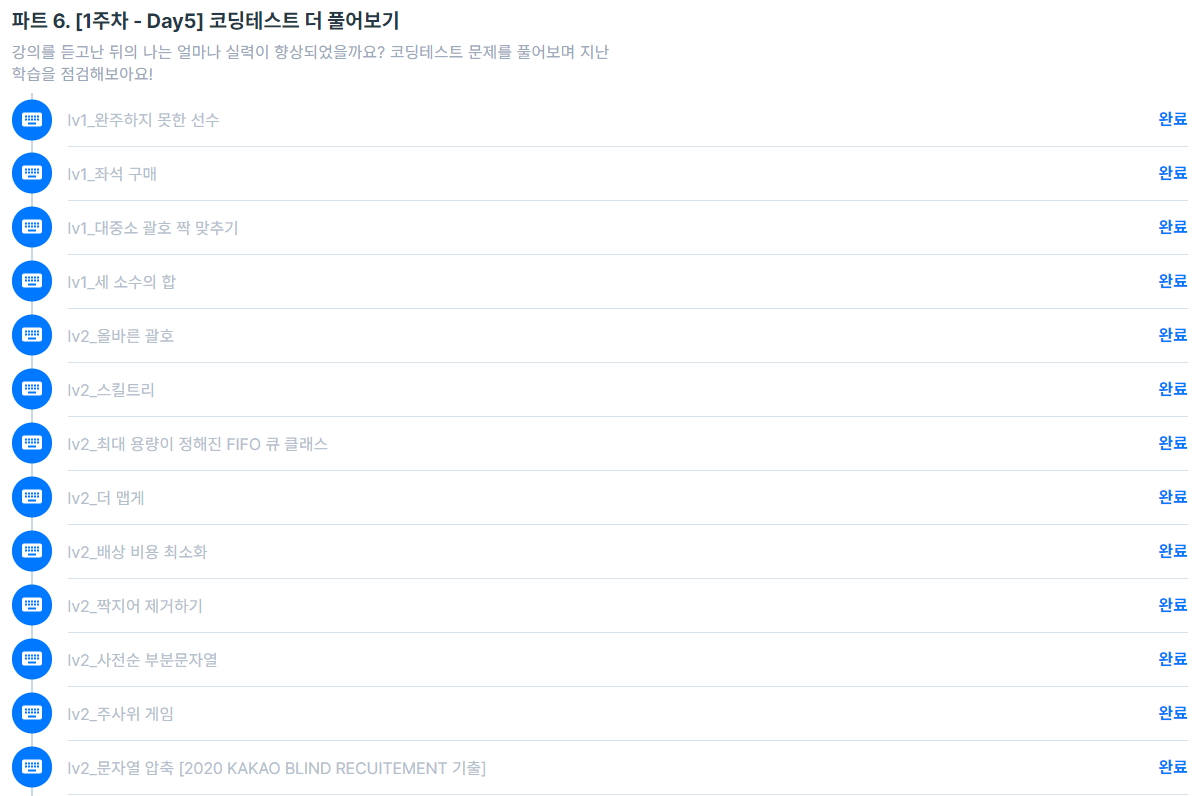 파트 6. [1주차 - Day5] 코딩테스트 더 풀어보기
강의를 듣고난 뒤의 나는 얼마나 실력이 향상되었을까요? 코딩테스트 문제를 풀어보며 지난
학습을 점검해보아요!
lv1_완주하지 못한 선수 완료
lv1_좌석 구매 완료
lv1_대중소 괄호 짝 맞추기 완료
lv1_세 소수의 합 완료
lv2_올바른 괄호 완료
lv2_스킬트리 완료
lv2_최대 용량이 정해진 FIFO 큐 클래스 완료
lv2_더 맵게 완료
lv2_배상 비용 최소화 완료
lv2_짝지어 제거하기 완료
lv2_사전순 부분문자열 완료
lv2_주사위 게임 완료
lv2_문자열 압축 [2020 KAKAO BLIND RECUITEMENT 기출] 완료